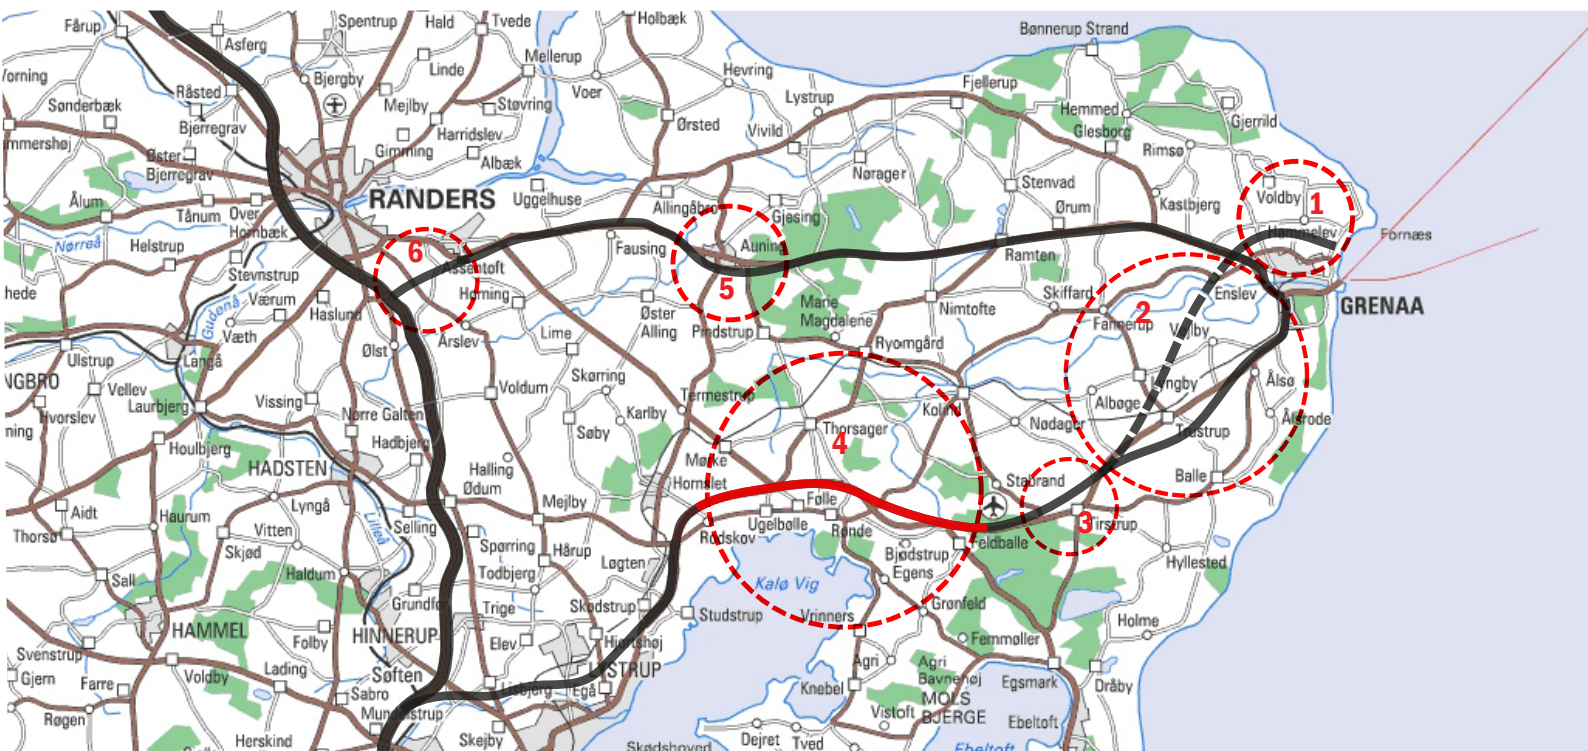 Fårup
Spentrup
Hald
Tvede
Holbæk
Bønnerup Strand
Asferg
Linde
Mellerup
Hevring
Fjellerup
Bjergby
Voer
Lystrup
Råsted
Mejlby
Støvring
Hemmed
Gjerrild
Sønderbæk
Bjerregrav
Harridslev
Ørsted
Vivild
Glesborg
mmershøj
Gimming
Albæk
Rimsø
Øster
Bjerregrav
Nørager
Stenvad
Voldby
1
Ålum
Tånum
Over
Hornbæk
RANDERS
Uggelhuse
Allingåbro
Gjesing
Ørum
Kastbjerg
Hammelev
Fornæs
Nørreå
Helstrup
Fausing
Auning
Ramten
6
Stevnstrup
Assentoft
5
Enslev
GRENAA
hede
Gudenå
Værum
Haslund
Hørning
Øster
Alling
Marie
Magdalene
Nimtofte
Skiffard
Fannerup
2
Væth
Ølst
Årslev
Lime
Pindstrup
Ryomgård
Ulstrup
Langå
NGBRO
Vellev
Skørring
Termestrup
Ålsø
Hvorslev
Laurbjerg
Vissing
Nørre Galten
Voldum
Karlby
Kolind
Albøge
Ålsrode
ning
Hadbjerg
Søby
Thorsager
Nødager
Trustrup
Houlbjerg
4
HADSTEN
Halling
Ødum
Mørke
Hornslet
Stabrand
Balle
Aidt
Lyngå
Mejlby
Følle
Thorsø
Haurum
Vitten
Lilleå
Selling
Ugelbølle
Rønde
3
Tirstrup
Skjød
Spørring
Hårup
Rodskov
Feldballe
Haldum
Todbjerg
Løgten
Bjødstrup
Egens
Hyllested
Sall
Grundfør
Trige
Skødstrup
Studstrup
Kalø Vig
Vrinners
Grønfeld
HAMMEL
Folby
HINNERUP
Elev
Hjortshøj
Femmøller
Holme
Svenstrup
Gjern
Farre
Voldby
Lading
Søften
Lisbjerg
Egå
Agri
Agri
Bavnehøj
Egsmark
Dråby
Sabro
Knebel
MOLS
BJERGE
Røgen
Herskind
Skejby
Vistoft
Ebeltoft
Skødshoved
Dejret
Tved
Ebeltoft